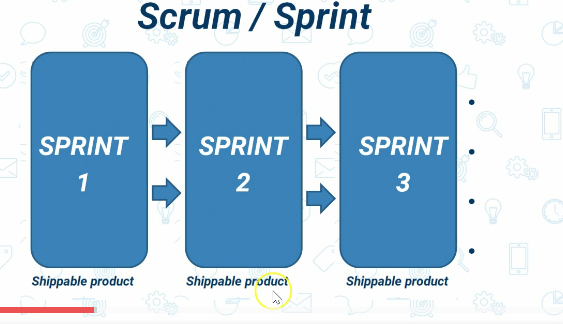 Scrum / Sprint
SPRINT
1
SPRINT
2
SPRINT
3
Shippable product
Shippable product
Shippable product